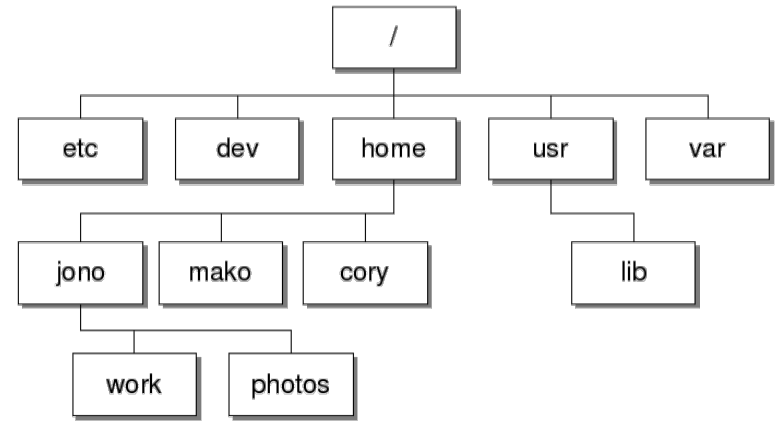 /
etc dev home usr var
jono mako cory lib
work photos